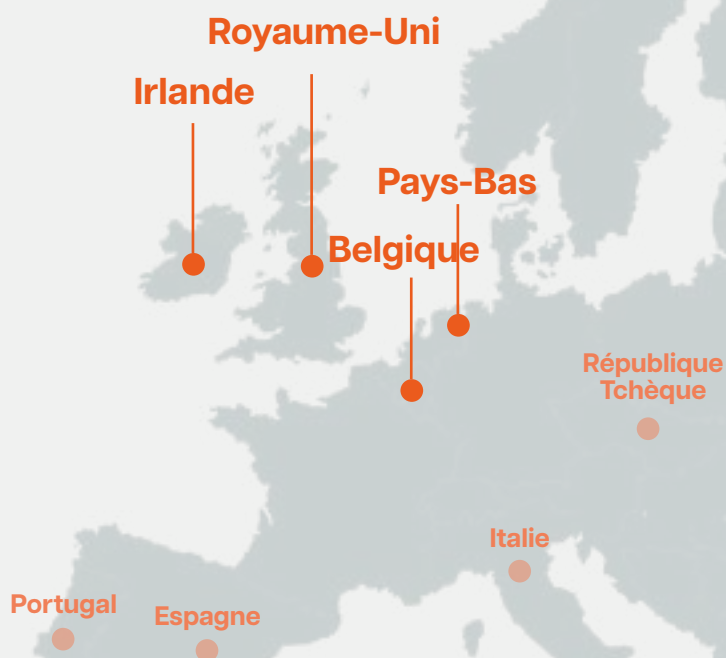 Royaume-Uni
Irlande
Pays-Bas
Belgique
République
Tchèque
Italie
Portugal
Espagne